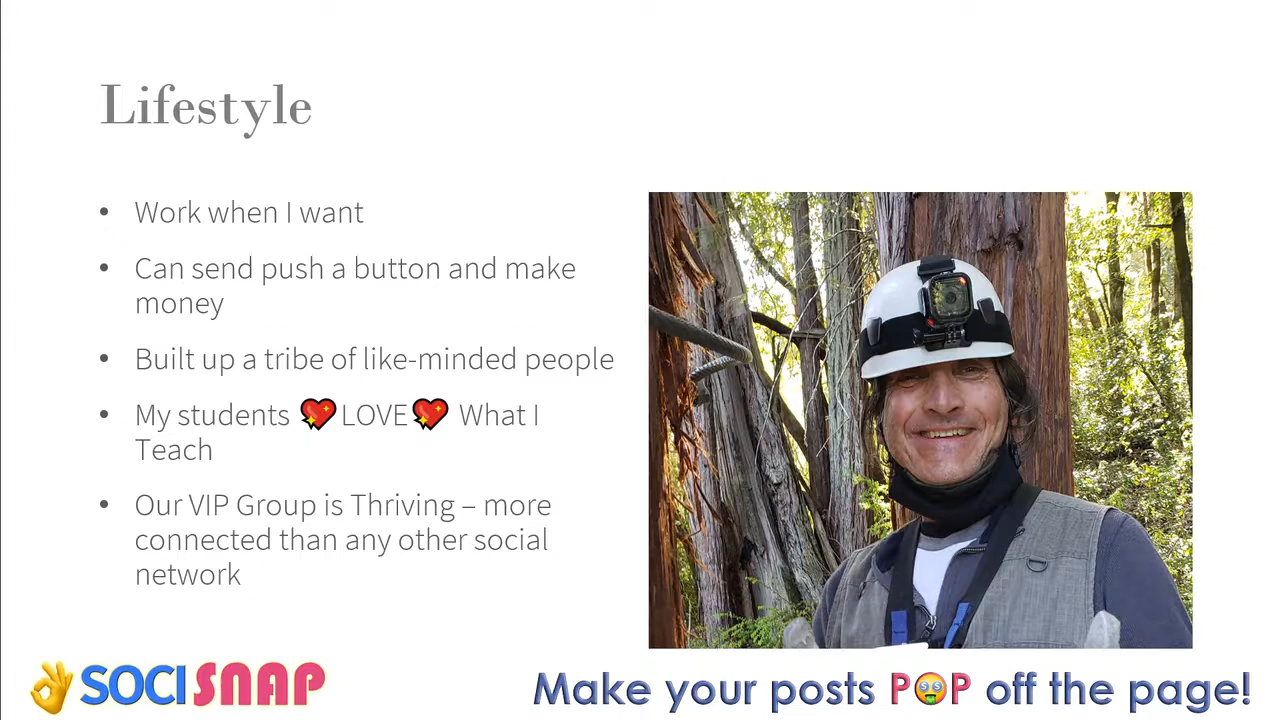 Lifestyle
• Work when I want
• Can send push a button and make
money
• Built up a tribe of like-minded people
• My students 💖LOVE💖 What I
Teach
• Our VIP Group is Thriving – more
connected than any other social
network
👌SOCISNAP
Make your posts P🤑P off the page!